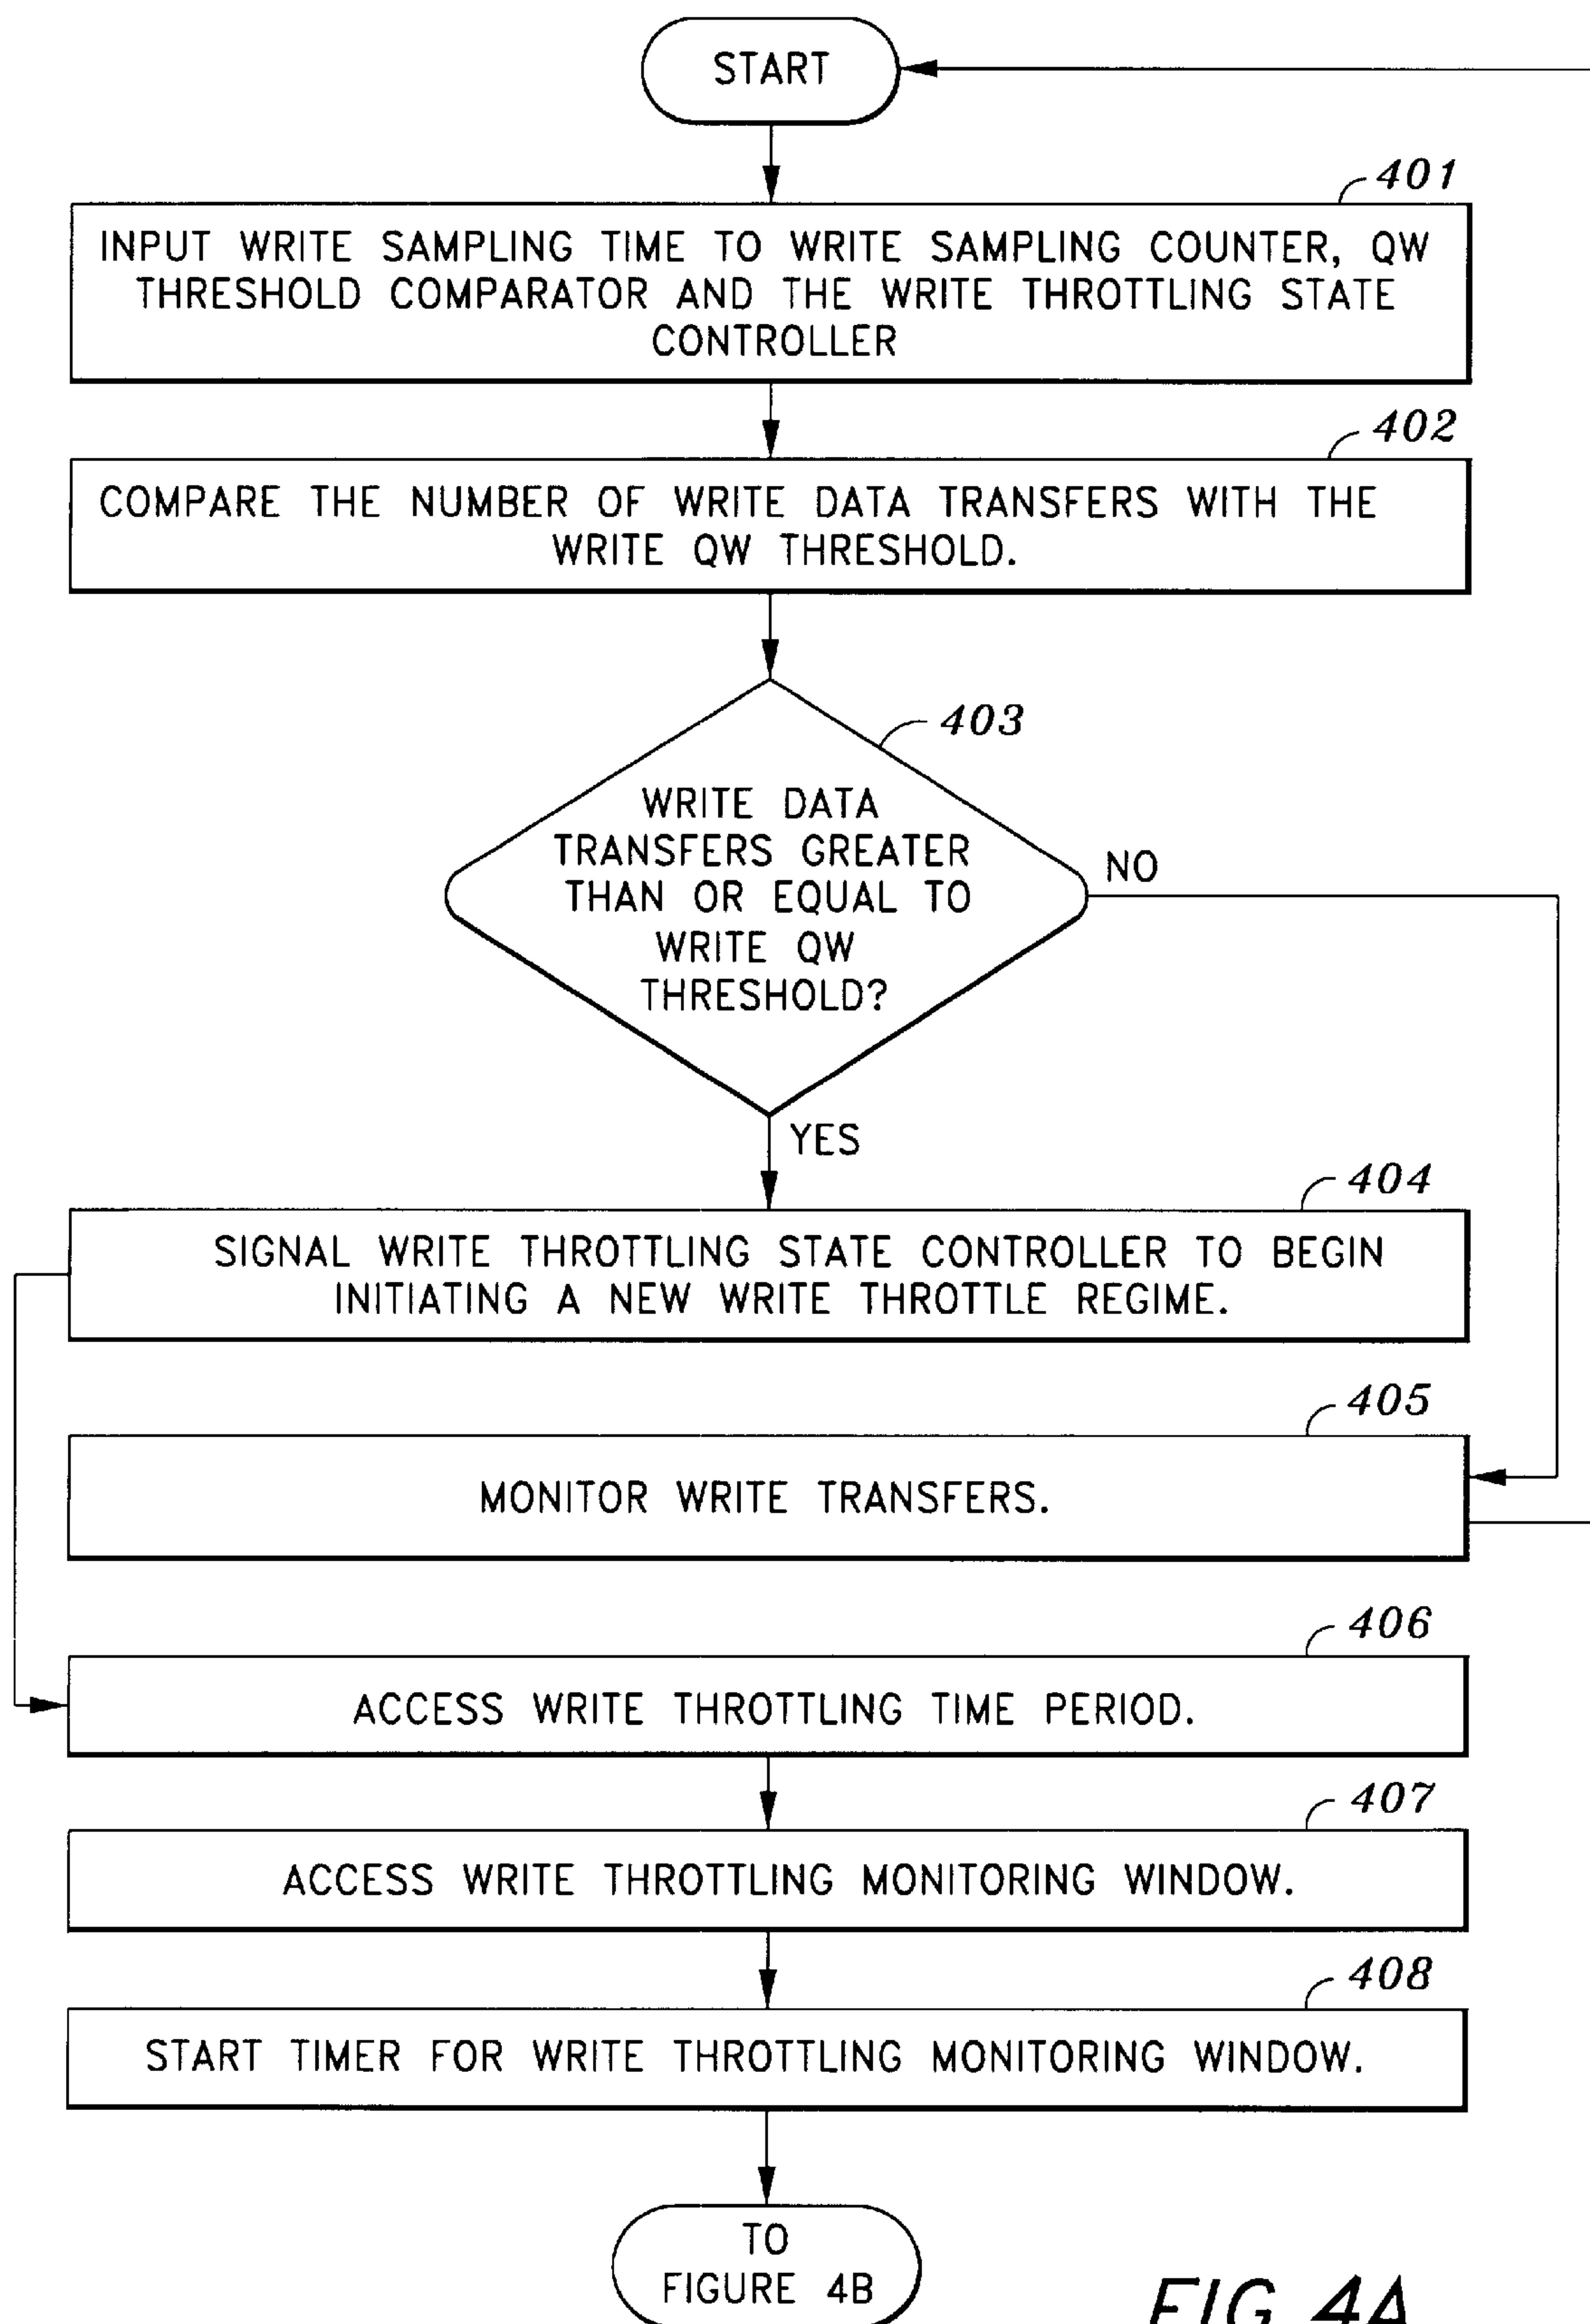 START
401
INPUT WRITE SAMPLING TIME TO WRITE SAMPLING COUNTER, QW
THRESHOLD COMPARATOR AND THE WRITE THROTTLING STATE
CONTROLLER
402
COMPARE THE NUMBER OF WRITE DATA TRANSFERS WITH THE
WRITE QW THRESHOLD.
403
WRITE DATA
TRANSFERS GREATER
THAN OR EQUAL TO
WRITE QW
THRESHOLD?
NO
YES
404
SIGNAL WRITE THROTTLING STATE CONTROLLER TO BEGIN
INITIATING A NEW WRITE THROTTLE REGIME.
405
MONITOR WRITE TRANSFERS.
406
ACCESS WRITE THROTTLING TIME PERIOD.
407
ACCESS WRITE THROTTLING MONITORING WINDOW.
408
START TIMER FOR WRITE THROTTLING MONITORING WINDOW.
TO
FIGURE 4B
FIG 4A